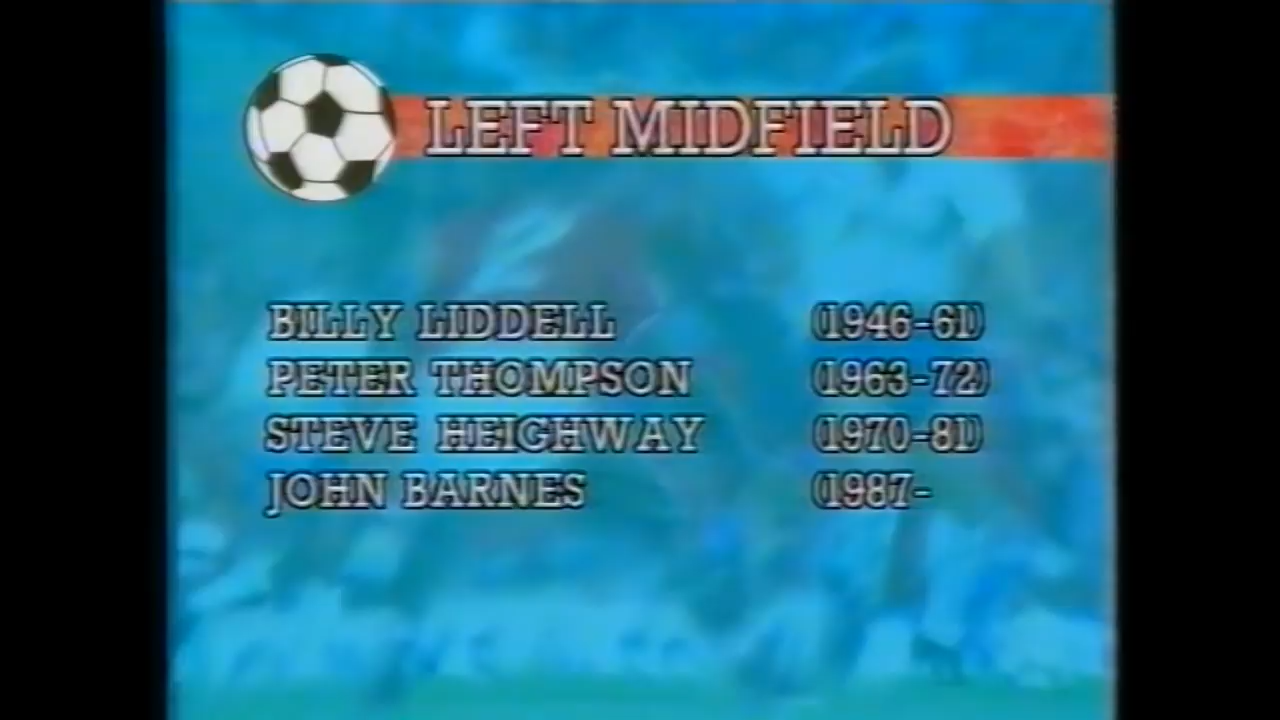 LEFT MIDFIELD
BILLY LIDDELL (1946-61)
PETER THOMPSON (1963-72)
STEVE HEIGHWAY (1970-81)
JOHN BARNES (1987-